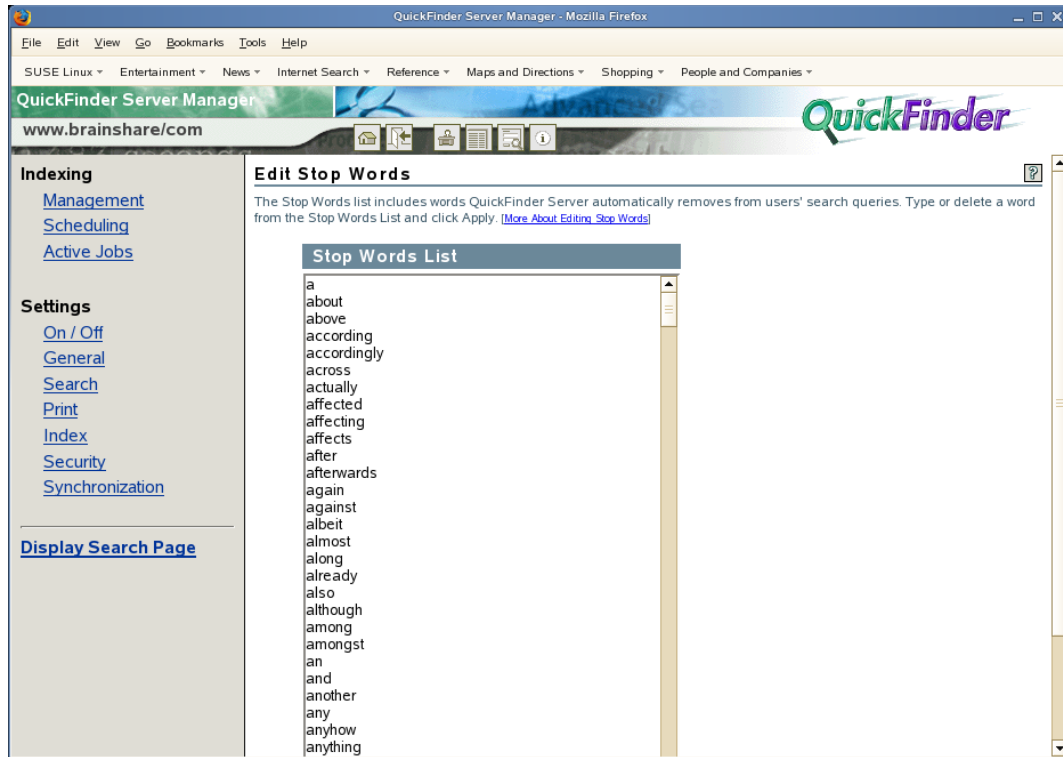 QuickFinder Server Manager - Mozilla Firefox
File Edit View Go Bookmarks Tools Help
SUSE Linux Entertainment News Internet Search Reference Maps and Directions Shopping People and Companies
QuickFinder Server Manager
Advanced Sea
QuickFinder
www.brainshare/com
Indexing
Management
Scheduling
Active Jobs
Settings
On / Off
General
Search
Print
Index
Security
Synchronization
Display Search Page
Edit Stop Words
?
The Stop Words list includes words QuickFinder Server automatically removes from users' search queries. Type or delete a word
from the Stop Words List and click Apply. [More About Editing Stop Words]
Stop Words List
a
about
above
according
accordingly
across
actually
affected
affecting
affects
after
afterwards
again
against
albeit
almost
along
already
also
although
among
amongst
an
and
another
any
anyhow
anything